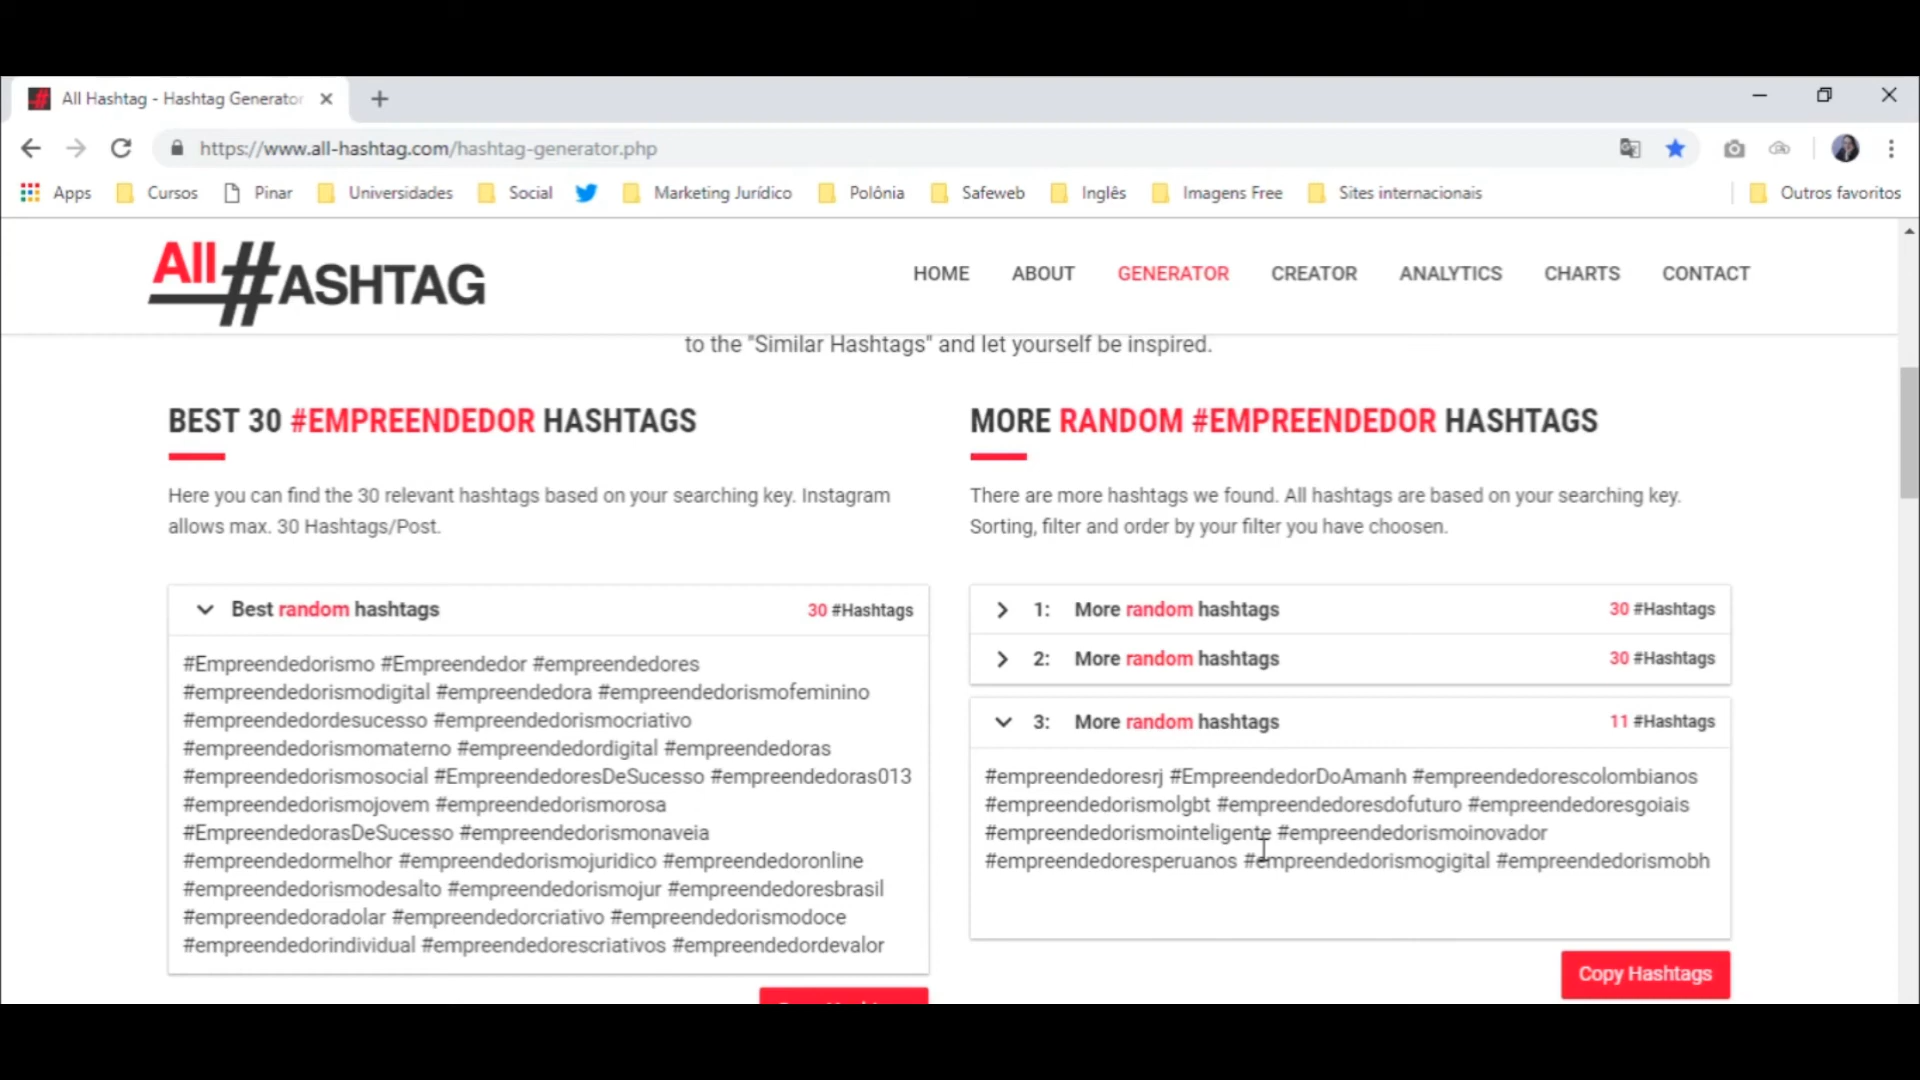 All Hashtag - Hashtag Generator
https://www.all-hashtag.com/hashtag-generator.php
Apps Cursos Pinar Universidades Social Marketing Jurídico Polônia Safeweb Inglês Imagens Free Sites internacionais Outros favoritos
All #ASHTAG
HOME ABOUT GENERATOR CREATOR ANALYTICS CHARTS CONTACT
to the "Similar Hashtags" and let yourself be inspired.
BEST 30 #EMPREENDEDOR HASHTAGS
Here you can find the 30 relevant hashtags based on your searching key. Instagram
allows max. 30 Hashtags/Post.
Best random hashtags 30 #Hashtags
#Empreendedorismo #Empreendedor #empreendedores
#empreendedorismodigital #empreendedora #empreendedorismofeminino
#empreendedordesucesso #empreendedorismocriativo
#empreendedorismomaterno #empreendedordigital #empreendedoras
#empreendedorismosocial #EmpreendedoresDeSucesso #empreendedoras013
#empreendedorismojovem #empreendedorismorosa
#EmpreendedorasDeSucesso #empreendedorismonaveia
#empreendedormelhor #empreendedorismojuridico #empreendedoronline
#empreendedorismodesalto #empreendedorismojur #empreendedoresbrasil
#empreendedoradolar #empreendedorcriativo #empreendedorismodoce
#empreendedorindividual #empreendedorescriativos #empreendedordevalor
MORE RANDOM #EMPREENDEDOR HASHTAGS
There are more hashtags we found. All hashtags are based on your searching key.
Sorting, filter and order by your filter you have choosen.
1: More random hashtags 30 #Hashtags
2: More random hashtags 30 #Hashtags
3: More random hashtags 11 #Hashtags
#empreendedoresrj #EmpreendedorDoAmanh #empreendedorescolombianos
#empreendedorismolgbt #empreendedoresdofuturo #empreendedoresgoiais
#empreendedorismointeligente #empreendedorismoinovador
#empreendedoresperuanos #empreendedorismogigital #empreendedorismobh
Copy Hashtags